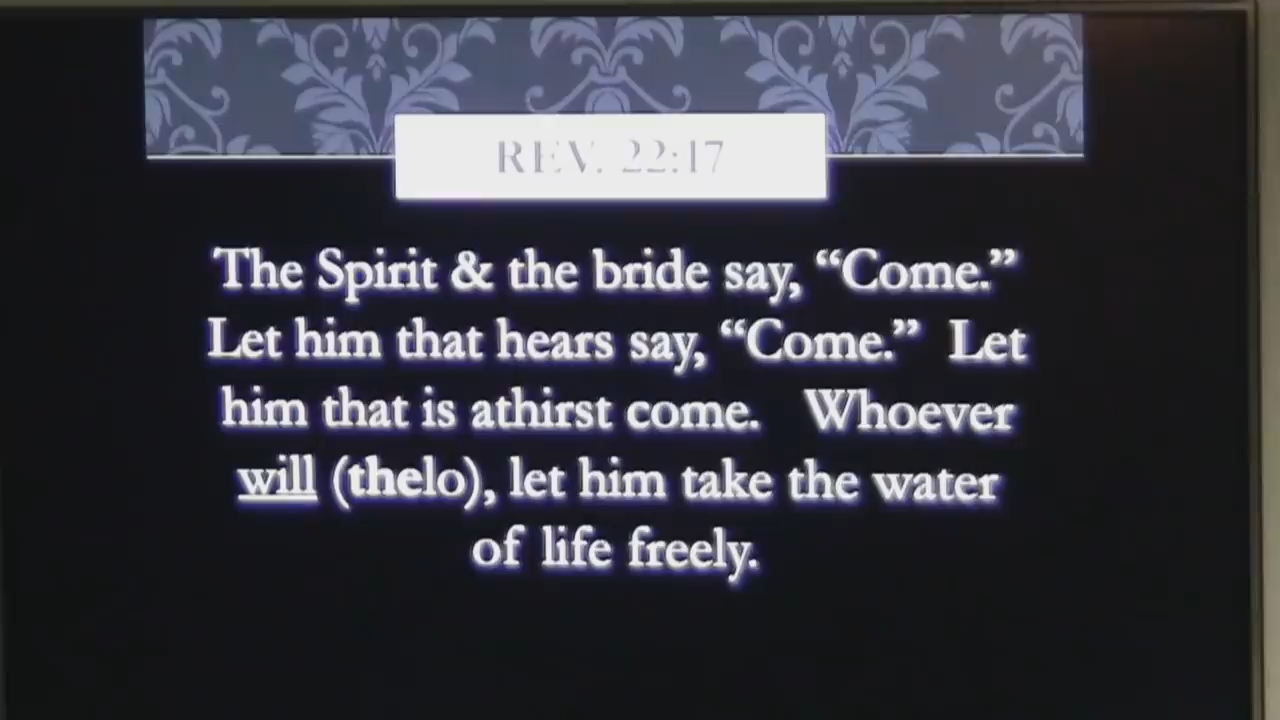 REV. 22:17
The Spirit & the bride say, “Come.”
Let him that hears say, “Come.” Let
him that is athirst come. Whoever
will (thelo), let him take the water
of life freely.